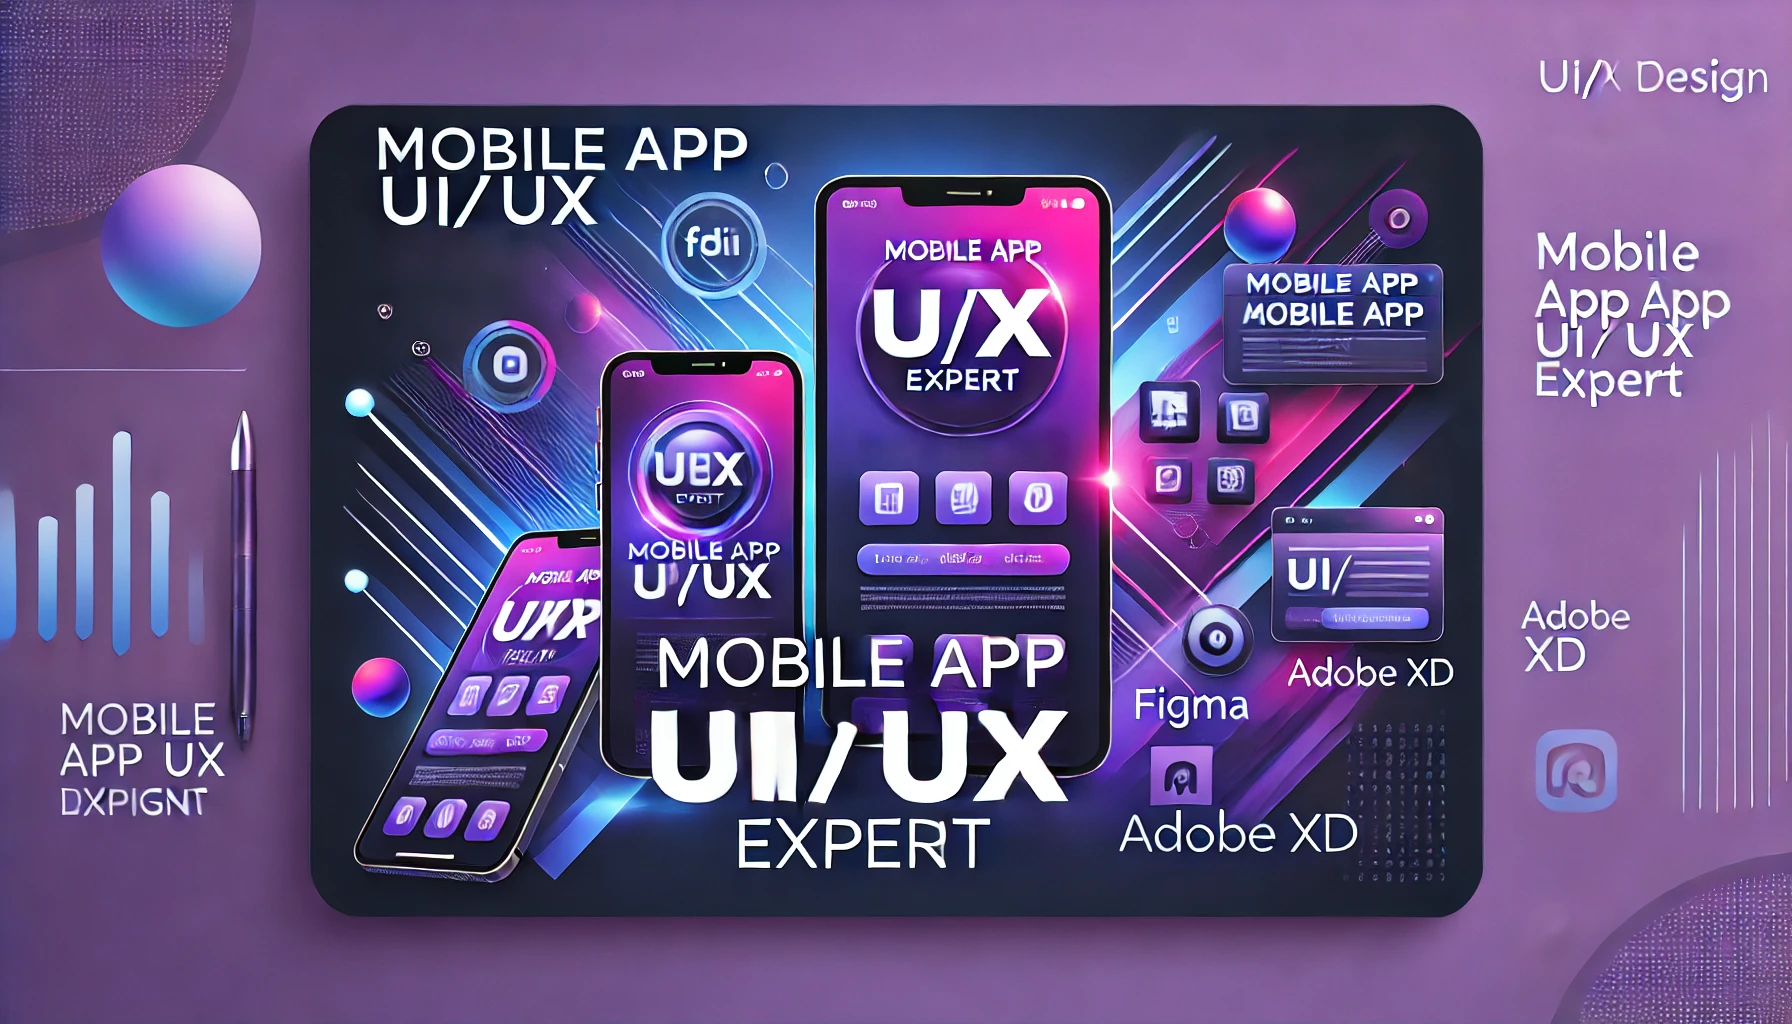 UI/X Design
MOBILE APP
UI/UX
fdii
MOBILE APP
U/X
EXPERT
MOBILE APP
MOBILE APP
Mobile
App App
UI/UX
Expert
UEX
MOBILE APP
U/UX
UXP
UI/
MOBILE APP
UI/UX
EXPERT
Figma
Adobe XD
Adobe XD
Adobe
XD
MOBILE
APP UX
DXPIGNT